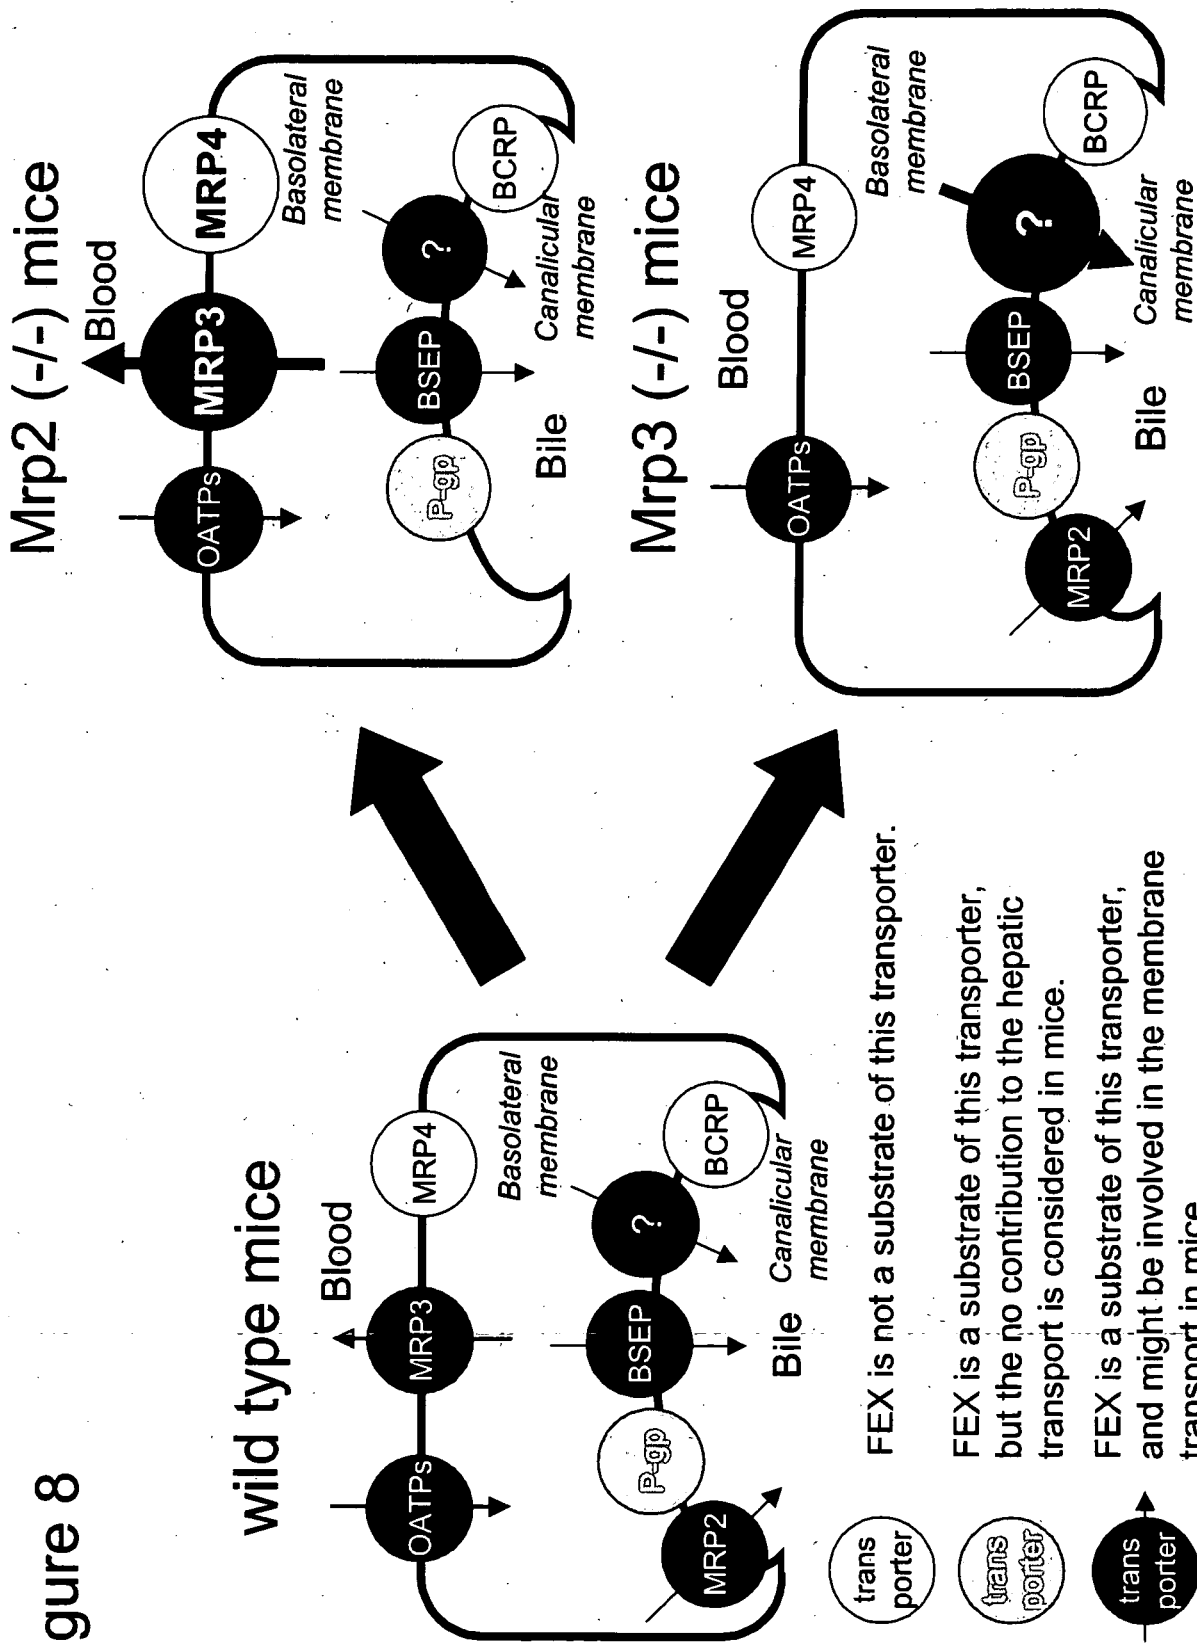 gure 8
wild type mice
Blood
OATPs
MRP3
MRP4
Basolateral
membrane
MRP2
P-gp
BSEP
?
BCRP
Bile
Canalicular
membrane
Mrp2 (-/-) mice
Blood
OATPs
MRP3
MRP4
Basolateral
membrane
P-gp
BSEP
?
BCRP
Bile
Canalicular
membrane
Mrp3 (-/-) mice
Blood
OATPs
MRP4
Basolateral
membrane
MRP2
P-gp
BSEP
?
BCRP
Bile
Canalicular
membrane
trans
porter
FEX is not a substrate of this transporter.
trans
porter
FEX is a substrate of this transporter,
but the no contribution to the hepatic
transport is considered in mice.
trans
porter
FEX is a substrate of this transporter,
and might be involved in the membrane
transport in mice